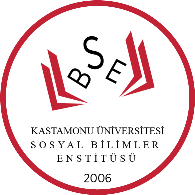 BSE
KASTAMONU ÜNİVERSİTESİ
SOSYAL BİLİMLER
ENSTİTÜSÜ
2006